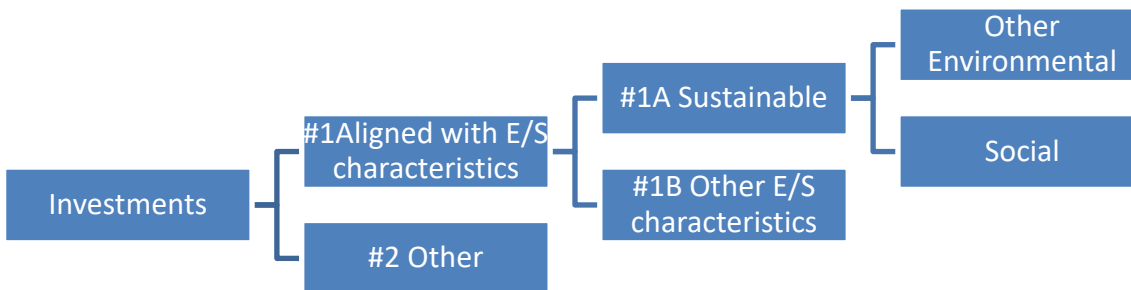 Investments
#1Aligned with E/S
characteristics
#2 Other
#1A Sustainable
#1B Other E/S
characteristics
Other
Environmental
Social